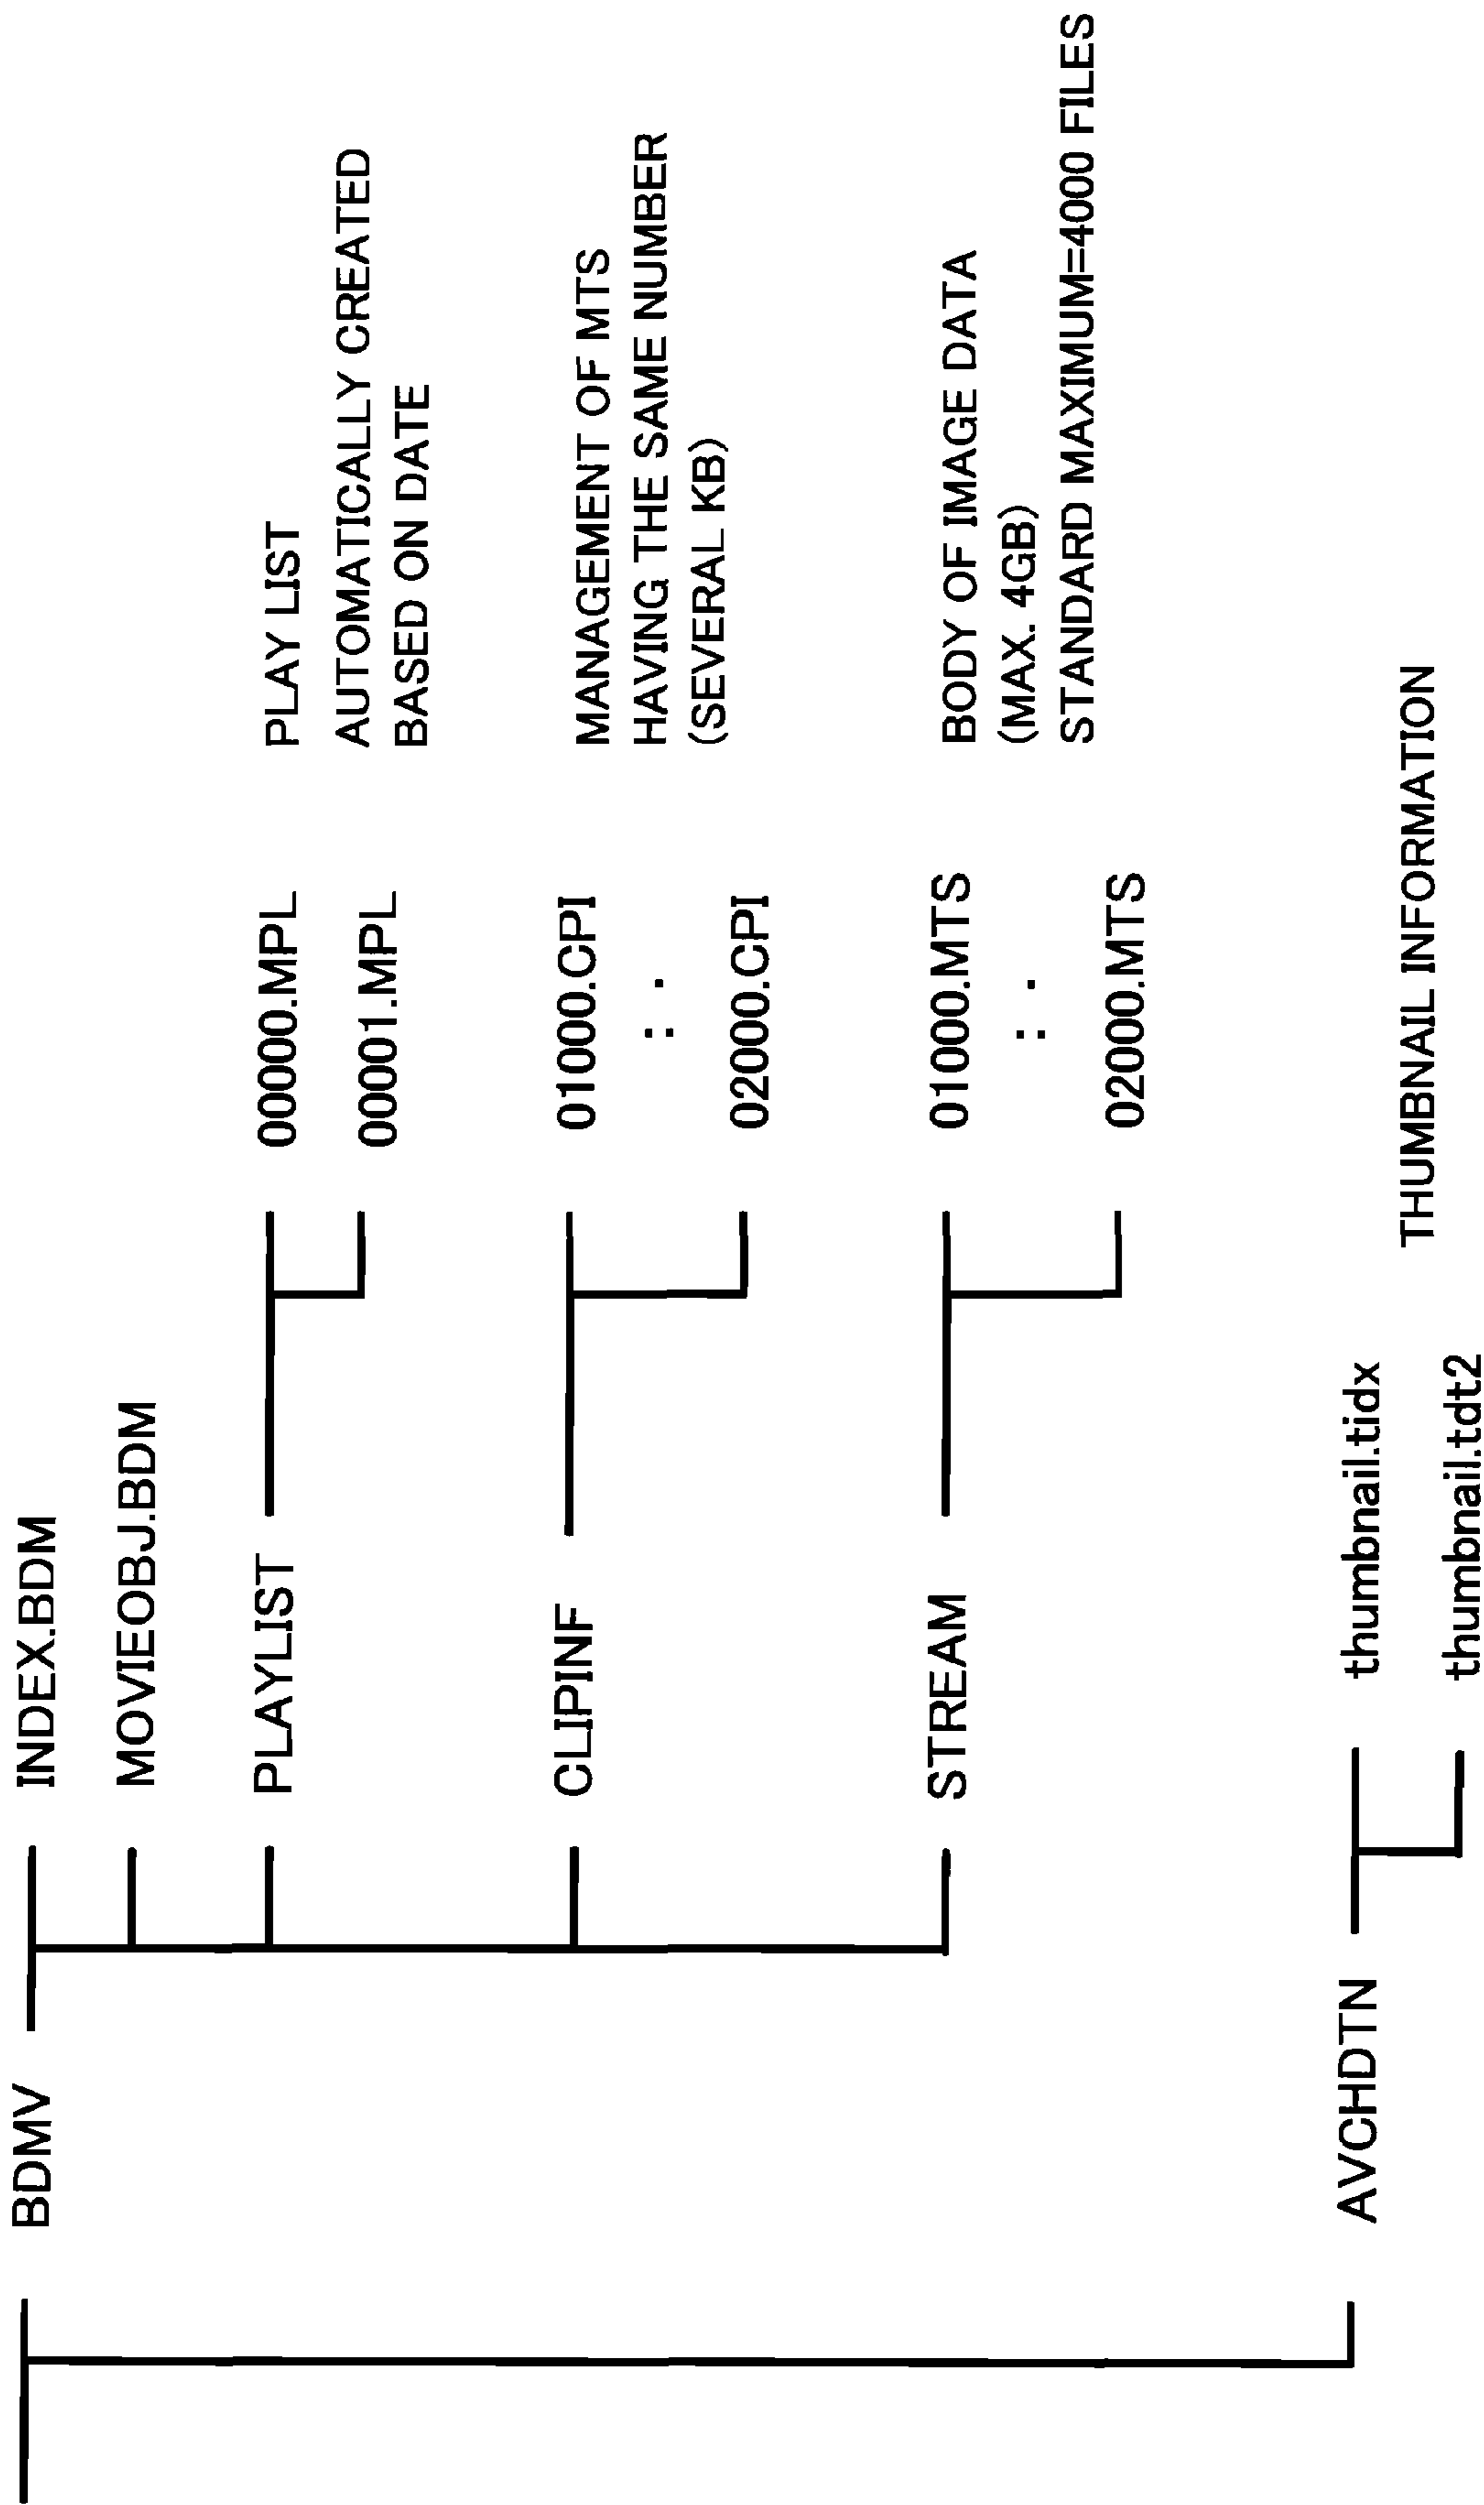 BDMV
INDEX.BDM
MOVIEOBJ.BDM
PLAYLIST
00000.MPL
PLAY LIST
00001.MPL
AUTOMATICALLY CREATED
BASED ON DATE
CLIPINF
01000.CPI
MANAGEMENT OF MTS
HAVING THE SAME NUMBER
(SEVERAL KB)
02000.CPI
STREAM
01000.MTS
BODY OF IMAGE DATA
(MAX. 4GB)
STANDARD MAXIMUM=4000 FILES
02000.MTS
AVCHDTN
thumbnail.tidx
THUMBNAIL INFORMATION
thumbnail.tdt2